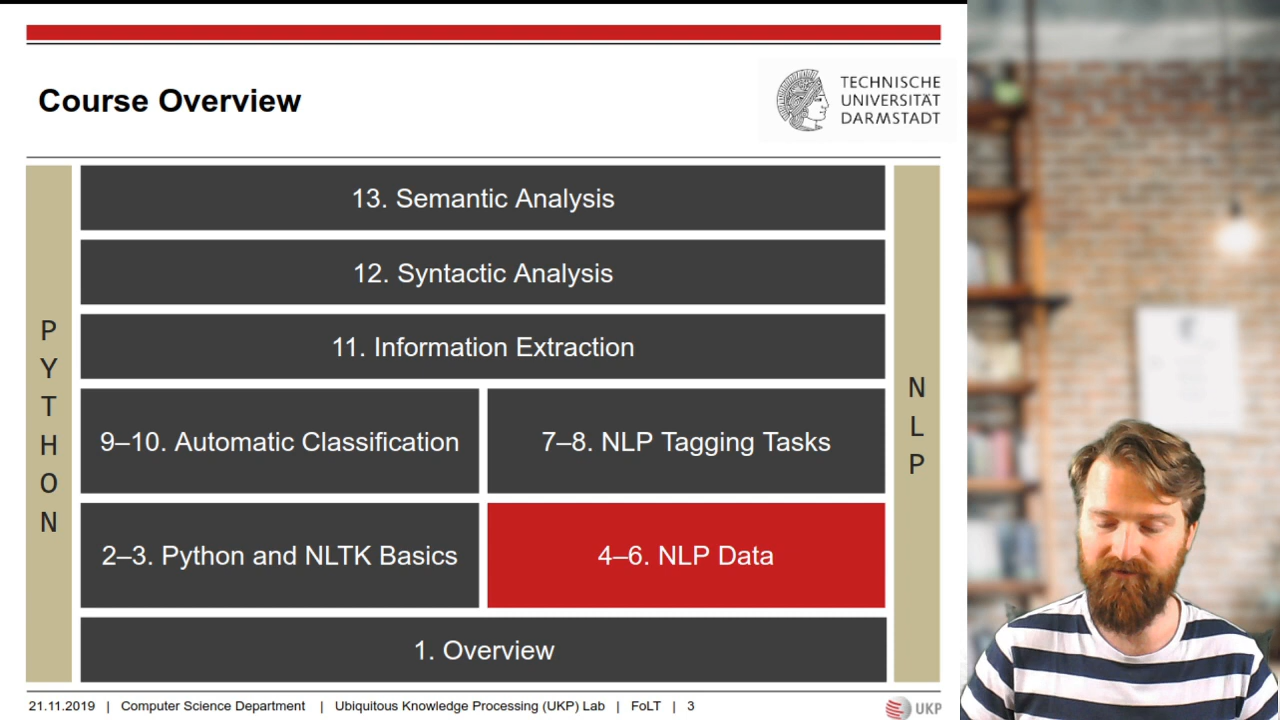 Course Overview
TECHNISCHE
UNIVERSITÄT
DARMSTADT
PYTHON
13. Semantic Analysis
12. Syntactic Analysis
11. Information Extraction
9–10. Automatic Classification
7–8. NLP Tagging Tasks
2–3. Python and NLTK Basics
4–6. NLP Data
1. Overview
NLP
21.11.2019 | Computer Science Department | Ubiquitous Knowledge Processing (UKP) Lab | FoLT | 3
UKP